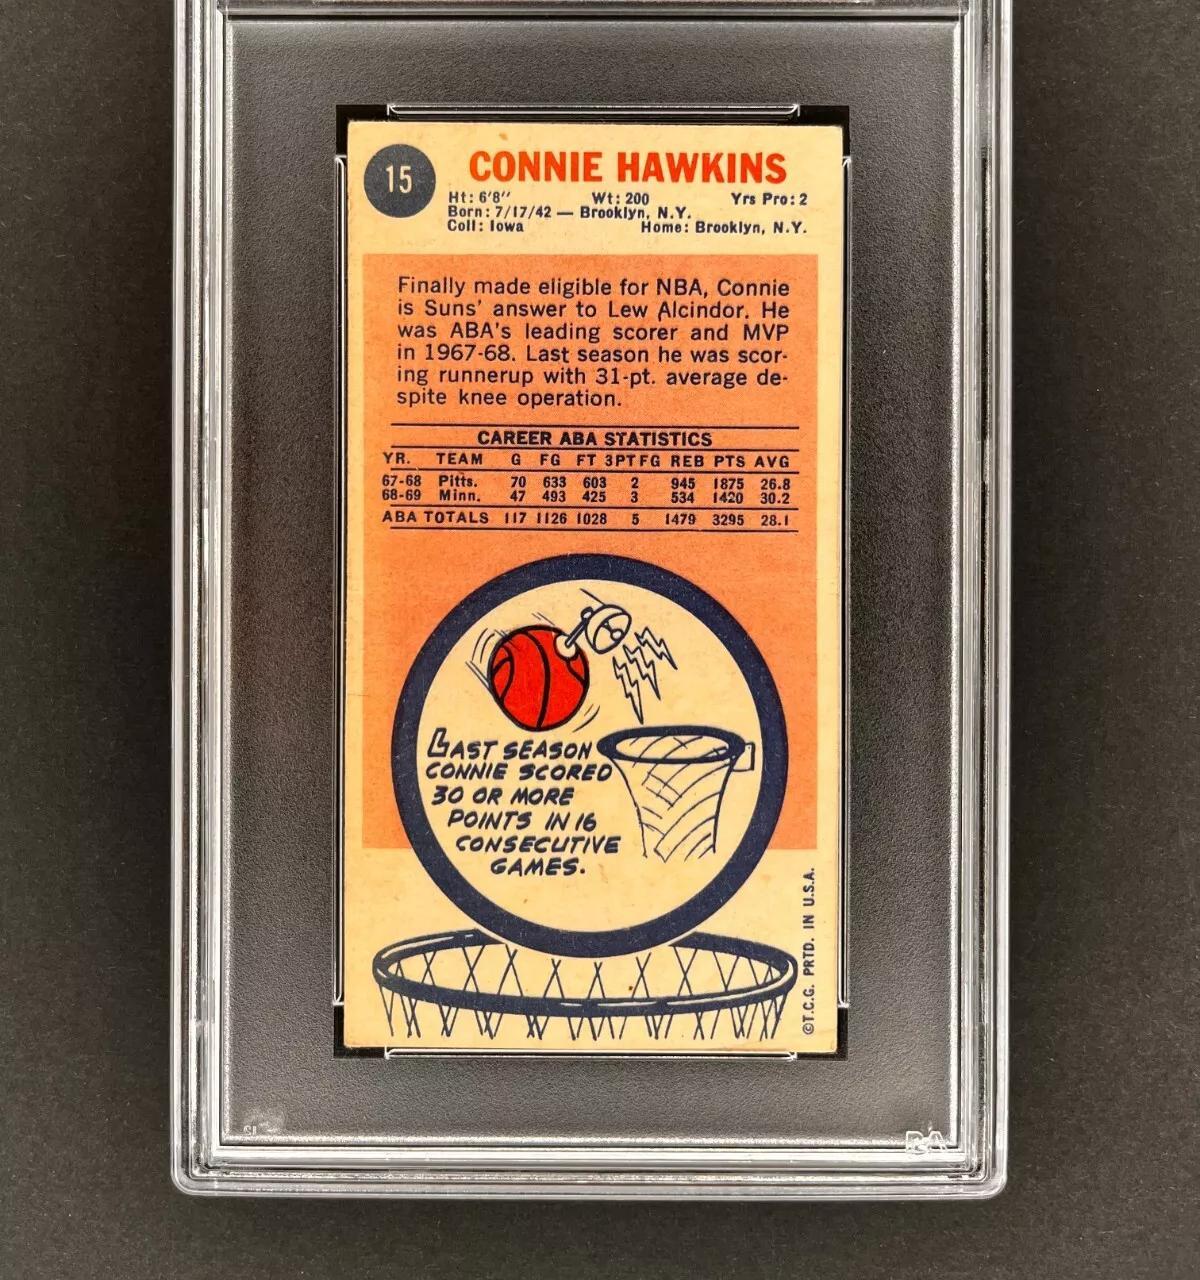 15
CONNIE HAWKINS
Ht: 6'8" Wt: 200 Yrs Pro: 2
Born: 7/17/42 — Brooklyn, N.Y.
Coll: Iowa Home: Brooklyn, N.Y.
Finally made eligible for NBA, Connie
is Suns' answer to Lew Alcindor. He
was ABA's leading scorer and MVP
in 1967-68. Last season he was scor-
ing runnerup with 31-pt. average de-
spite knee operation.
CAREER ABA STATISTICS
YR. TEAM G FG FT 3PTFG REB PTS AVG
67-68 Pitts. 70 633 603 2 945 1875 26.8
68-69 Minn. 47 493 425 3 534 1420 30.2
ABA TOTALS 117 1126 1028 5 1479 3295 28.1
LAST SEASON
CONNIE SCORED
30 OR MORE
POINTS IN 16
CONSECUTIVE
GAMES.
©T.C.G. PRTD. IN U.S.A.